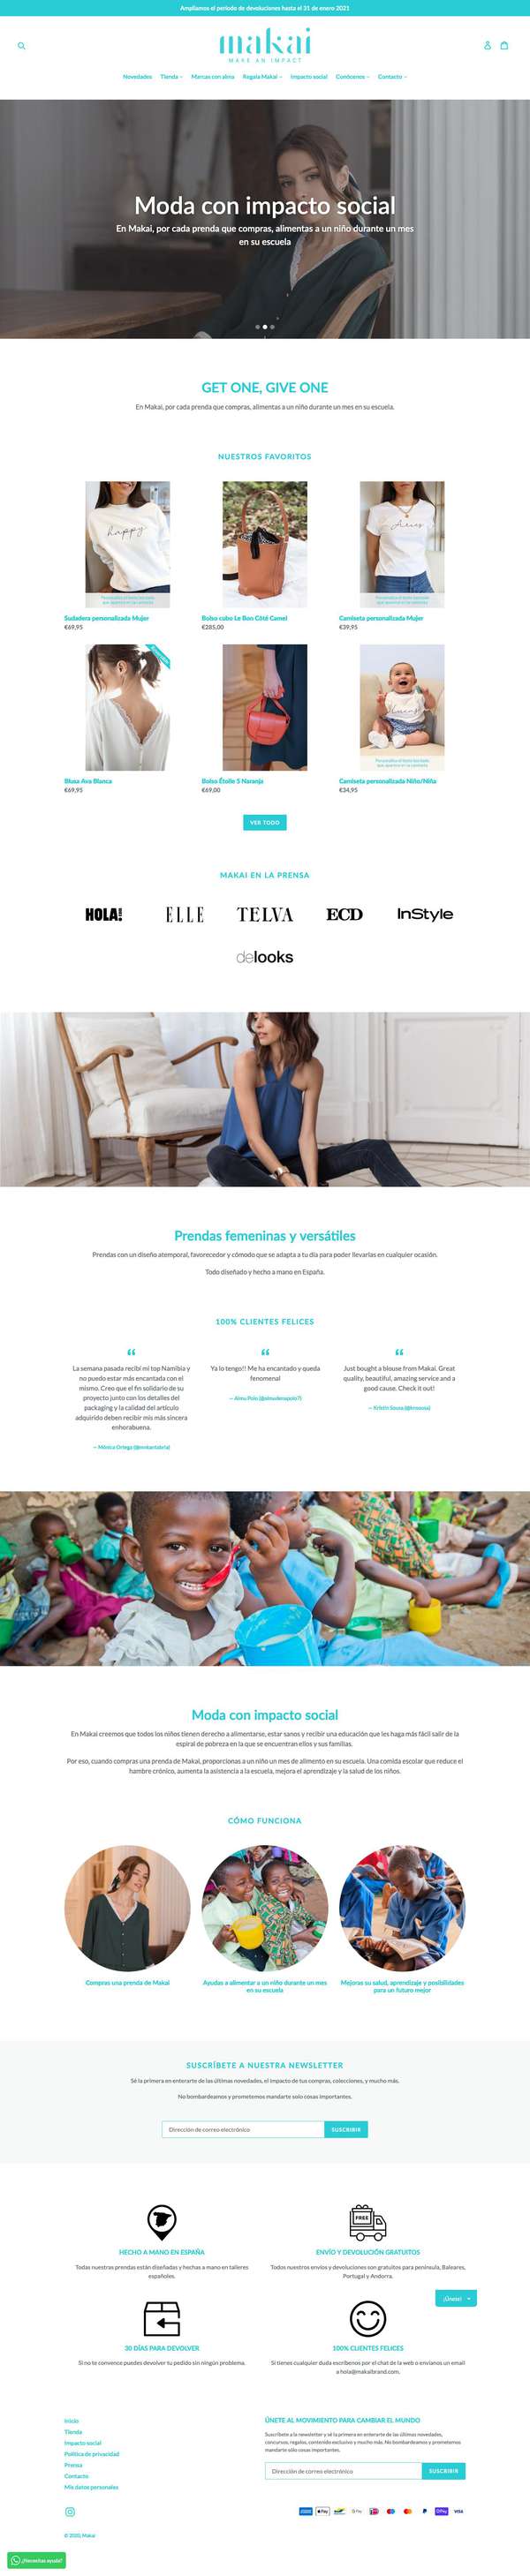 Ampliamos el periodo de devoluciones hasta el 31 de enero 2021
makai
MAKE AN IMPACT
Novedades Tienda Marcas con alma Regala Makai Impacto social Conócenos Contacto
Moda con impacto social
En Makai, por cada prenda que compras, alimentas a un niño durante un mes
en su escuela
GET ONE, GIVE ONE
En Makai, por cada prenda que compras, alimentas a un niño durante un mes en su escuela.
NUESTROS FAVORITOS
happy
Sudadera personalizada Mujer
€69,95
Bolso cubo Le Bon Côté Camel
€285,00
Camiseta personalizada Mujer
€39,95
Blusa Ava Blanca
€69,95
Bolso Étoile S Naranja
€69,00
Camiseta personalizada Niño/Niña
€34,95
VER TODO
MAKAI EN LA PRENSA
HOLA!
ELLE
TELVA
ECD
InStyle
delooks
Prendas femeninas y versátiles
Prendas con un diseño atemporal, favorecedor y cómodo que se adapta a tu día para poder llevarlas en cualquier ocasión.
Todo diseñado y hecho a mano en España.
100% CLIENTES FELICES
“
La semana pasada recibí mi top Namibia y
no puedo estar más encantada con el
mismo. Creo que el fin solidario de su
proyecto junto con los detalles del
packaging y la calidad del artículo
adquirido deben recibir mis más sincera
enhorabuena.
“
Ya lo tengo!! Me ha encantado y queda
fenomenal
“
Just bought a blouse from Makai. Great
quality, beautiful, amazing service and a
good cause. Check it out!
Moda con impacto social
En Makai creemos que todos los niños tienen derecho a alimentarse, estar sanos y recibir una educación que les haga más fácil salir de la
espiral de pobreza en la que se encuentran ellos y sus familias.
Por eso, cuando compras una prenda de Makai, proporcionas a un niño un mes de alimento en su escuela. Una comida escolar que reduce el
hambre crónico, aumenta la asistencia a la escuela, mejora el aprendizaje y la salud de los niños.
CÓMO FUNCIONA
Compras una prenda de Makai
Ayudas a alimentar a un niño durante un mes
en su escuela
Mejoras su salud, aprendizaje y posibilidades
para un futuro mejor
SUSCRÍBETE A NUESTRA NEWSLETTER
Sé la primera en enterarte de las últimas novedades, el impacto de tus compras, colecciones, y mucho más.
No bombardeamos y prometemos mandarte solo cosas importantes.
Dirección de correo electrónico
SUSCRIBIR
HECHO A MANO EN ESPAÑA
Todas nuestras prendas están diseñadas y hechas a mano en talleres
españoles.
FREE
ENVÍO Y DEVOLUCIÓN GRATUITOS
Todos nuestros envíos y devoluciones son gratuitos para península, Baleares,
Portugal y Andorra.
¡Únete!
30 DÍAS PARA DEVOLVER
Si no te convence puedes devolver tu pedido sin ningún problema.
100% CLIENTES FELICES
Si tienes cualquier duda escríbenos por el chat de la web o envíanos un email
a hola@makaibrand.com.
Inicio
Tienda
Impacto social
Política de privacidad
Prensa
Contacto
Mis datos personales
ÚNETE AL MOVIMIENTO PARA CAMBIAR EL MUNDO
Suscríbete a la newsletter y sé la primera en enterarte de las últimas novedades,
concursos, regalos, contenido exclusivo y mucho más. No bombardeamos y prometemos
mandarte sólo cosas importantes.
Dirección de correo electrónico
SUSCRIBIR
© 2020, Makai
¿Necesitas ayuda?